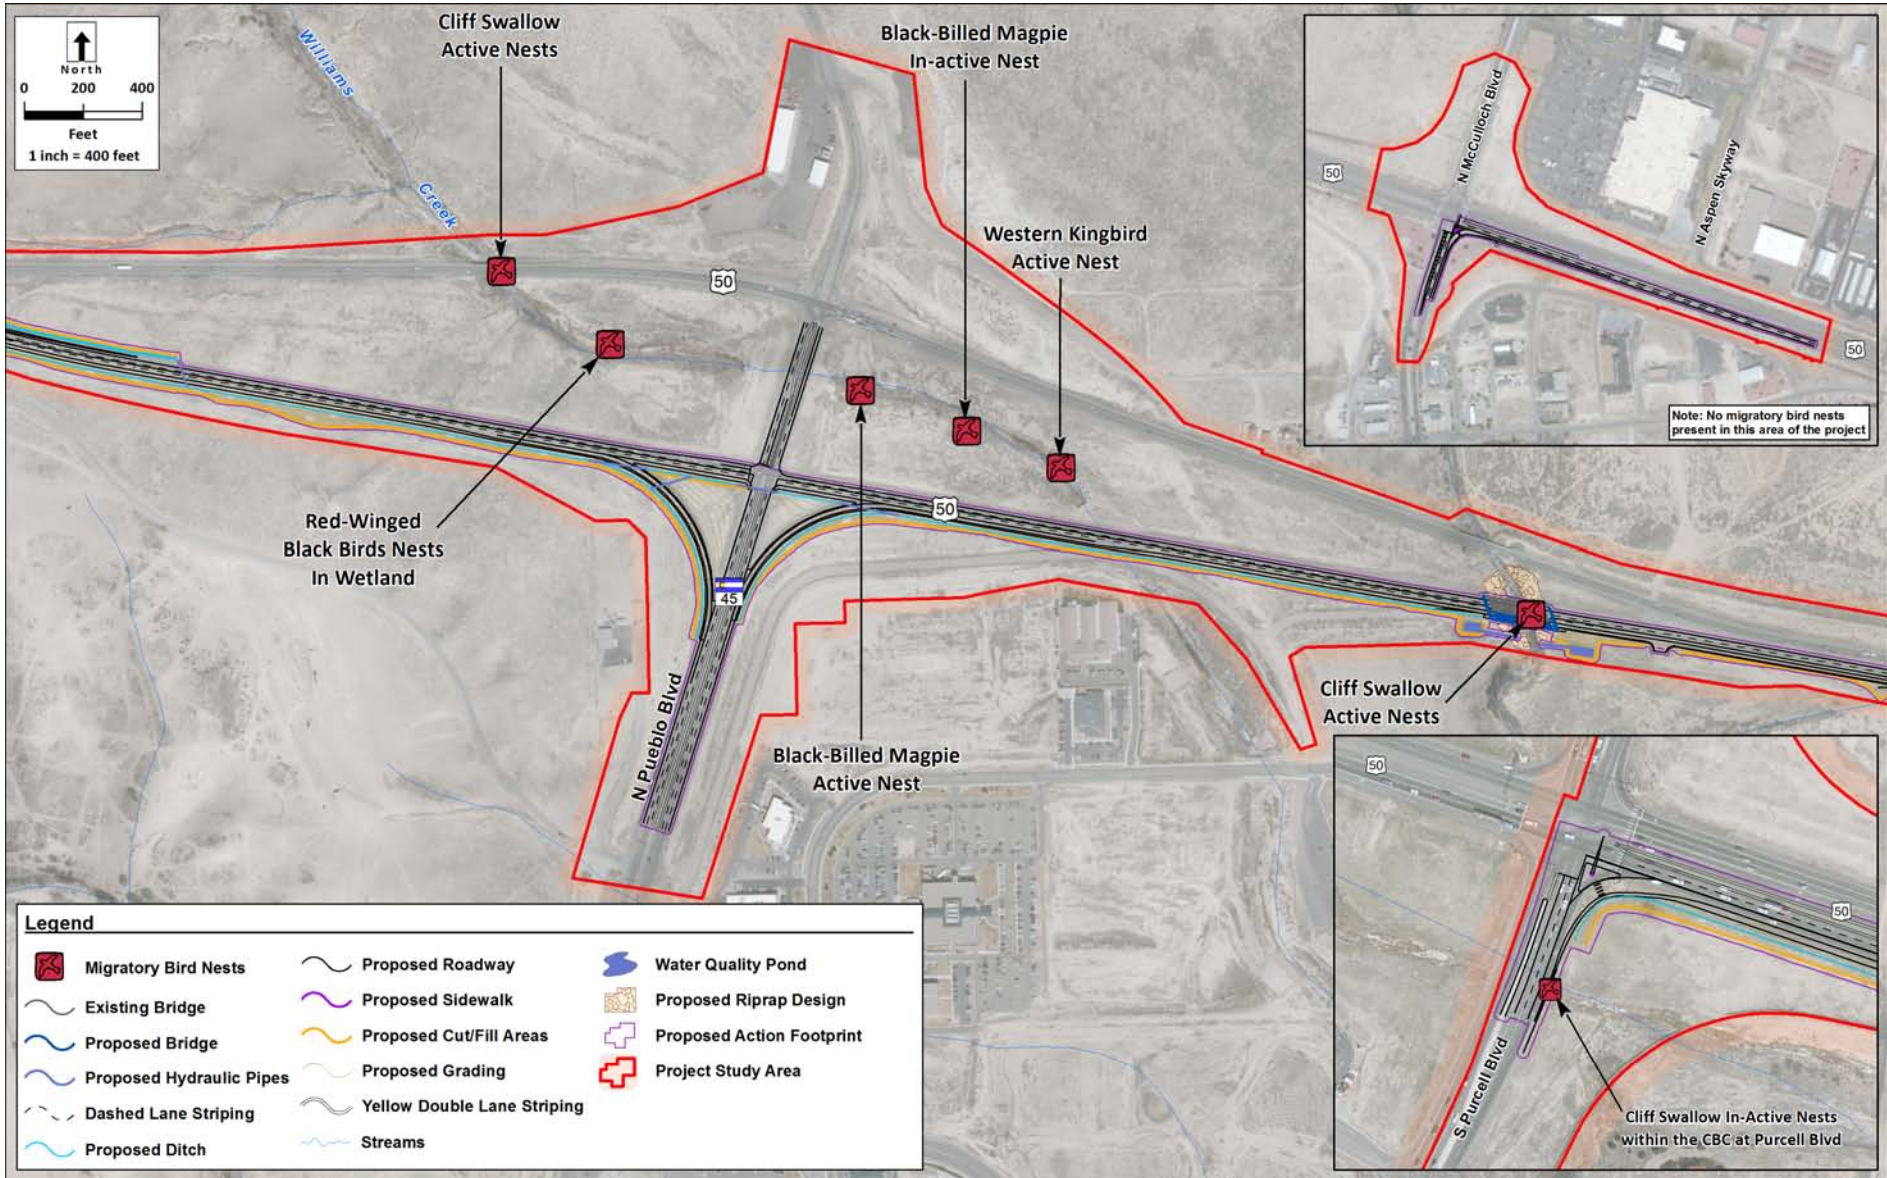 North
0 200 400
Feet
1 inch = 400 feet
Williams
Creek
Cliff Swallow
Active Nests
Black-Billed Magpie
In-active Nest
Western Kingbird
Active Nest
50
50
Red-Winged
Black Birds Nests
In Wetland
45
N Pueblo Blvd
Black-Billed Magpie
Active Nest
Cliff Swallow
Active Nests
50
N McCulloch Blvd
N Aspen Skyway
50
Note: No migratory bird nests
present in this area of the project
50
50
S Purcell Blvd
Cliff Swallow In-Active Nests
within the CBC at Purcell Blvd
Legend
Migratory Bird Nests
Existing Bridge
Proposed Bridge
Proposed Hydraulic Pipes
Dashed Lane Striping
Proposed Ditch
Proposed Roadway
Proposed Sidewalk
Proposed Cut/Fill Areas
Proposed Grading
Yellow Double Lane Striping
Streams
Water Quality Pond
Proposed Riprap Design
Proposed Action Footprint
Project Study Area